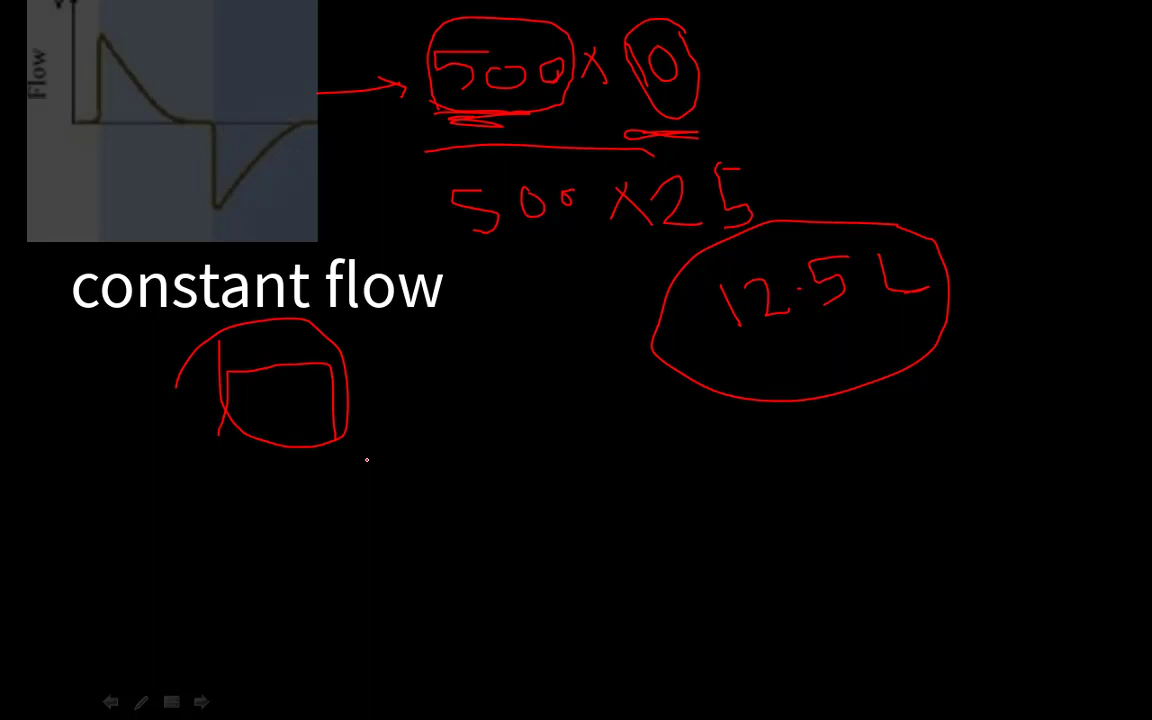 Flow
500 × 10
500 × 25
12.5 L
constant flow